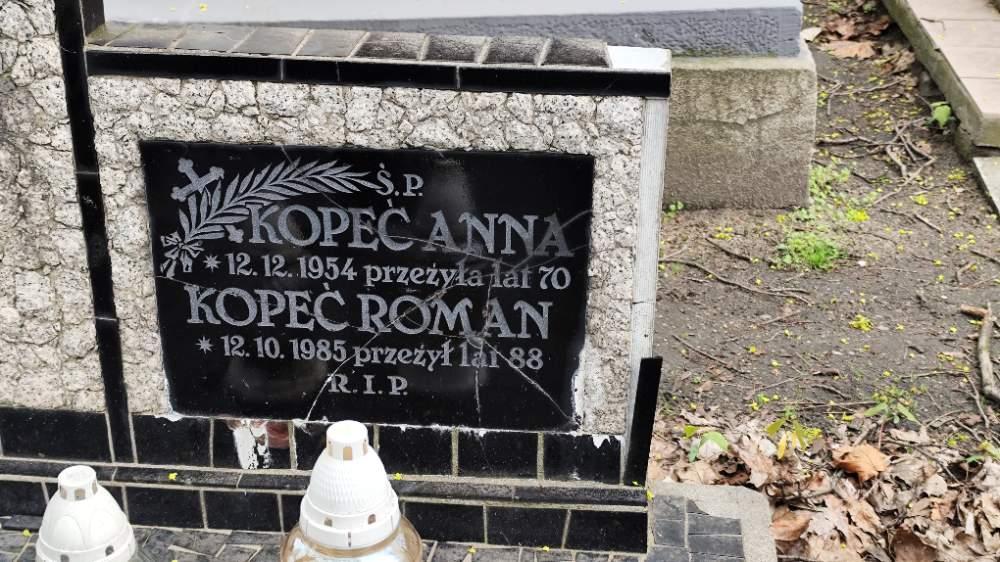 Ś.P.
KOPEĆ ANNA
* 12.12.1954 przeżyła lat 70
KOPEĆ ROMAN
* 12.10.1985 przeżył lat 88
R.I.P.